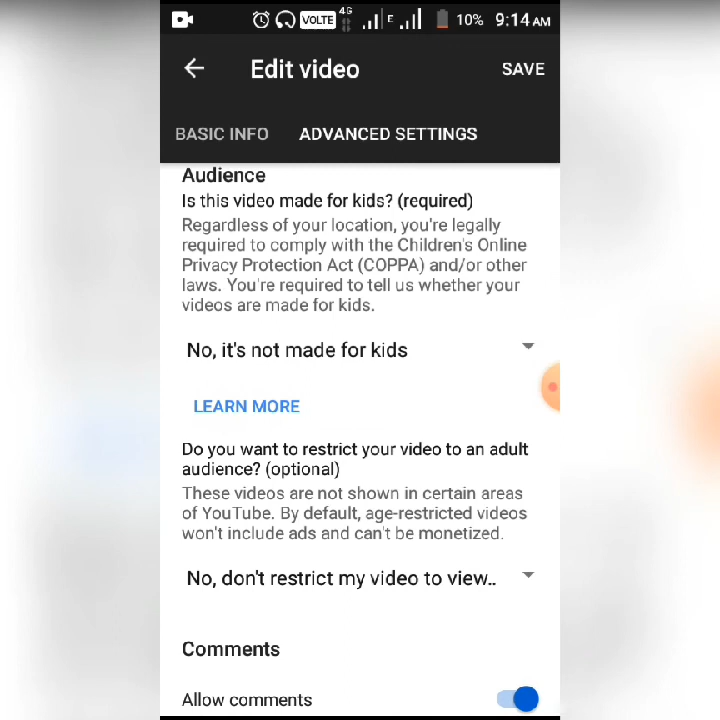 VOLTE 4G E 10% 9:14 AM
Edit video SAVE
BASIC INFO ADVANCED SETTINGS
Audience
Is this video made for kids? (required)
Regardless of your location, you're legally
required to comply with the Children's Online
Privacy Protection Act (COPPA) and/or other
laws. You're required to tell us whether your
videos are made for kids.
No, it's not made for kids
LEARN MORE
Do you want to restrict your video to an adult
audience? (optional)
These videos are not shown in certain areas
of YouTube. By default, age-restricted videos
won't include ads and can't be monetized.
No, don't restrict my video to view..
Comments
Allow comments